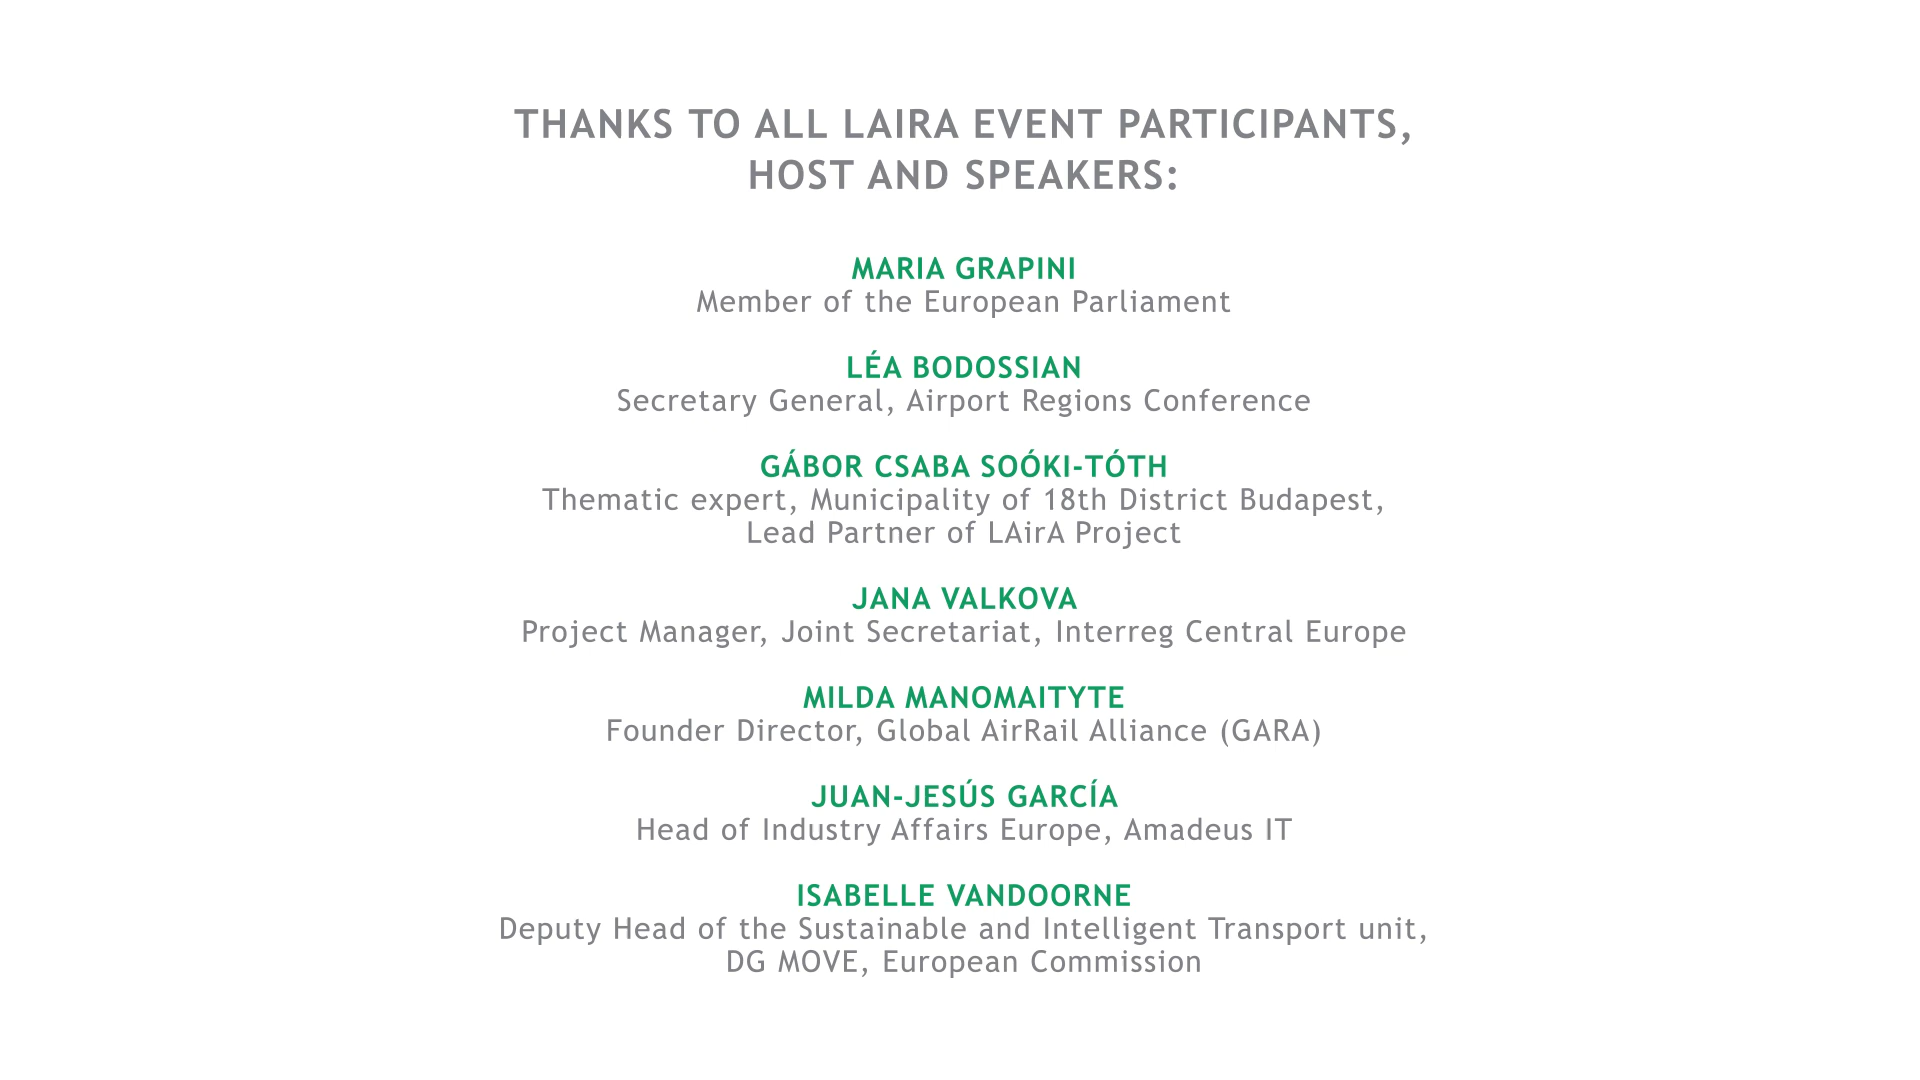 THANKS TO ALL LAIRA EVENT PARTICIPANTS,
HOST AND SPEAKERS:
MARIA GRAPINI
Member of the European Parliament
LÉA BODOSSIAN
Secretary General, Airport Regions Conference
GÁBOR CSABA SOÓKI-TÓTH
Thematic expert, Municipality of 18th District Budapest,
Lead Partner of LAirA Project
JANA VALKOVA
Project Manager, Joint Secretariat, Interreg Central Europe
MILDA MANOMAITYTE
Founder Director, Global AirRail Alliance (GARA)
JUAN-JESÚS GARCÍA
Head of Industry Affairs Europe, Amadeus IT
ISABELLE VANDOORNE
Deputy Head of the Sustainable and Intelligent Transport unit,
DG MOVE, European Commission